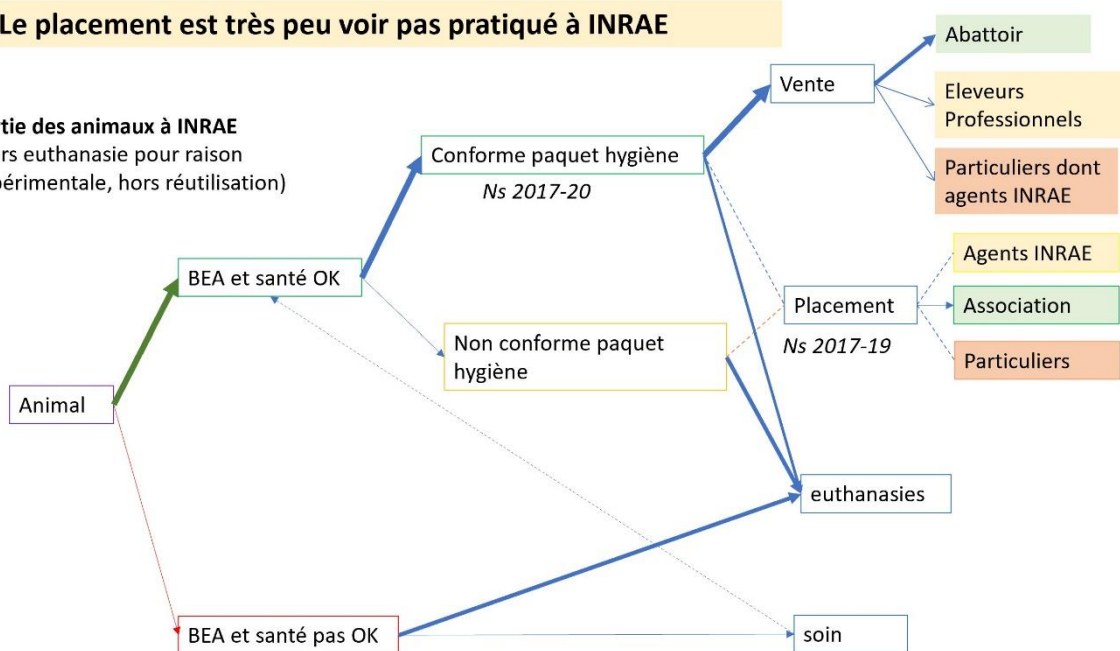 Le placement est très peu voir pas pratiqué à INRAE
tie des animaux à INRAE
rs euthanasie pour raison
périmentale, hors réutilisation)
Animal
BEA et santé OK
BEA et santé pas OK
Conforme paquet hygiène
Ns 2017-20
Non conforme paquet
hygiène
Vente
Placement
Ns 2017-19
euthanasies
soin
Abattoir
Eleveurs
Professionnels
Particuliers dont
agents INRAE
Agents INRAE
Association
Particuliers